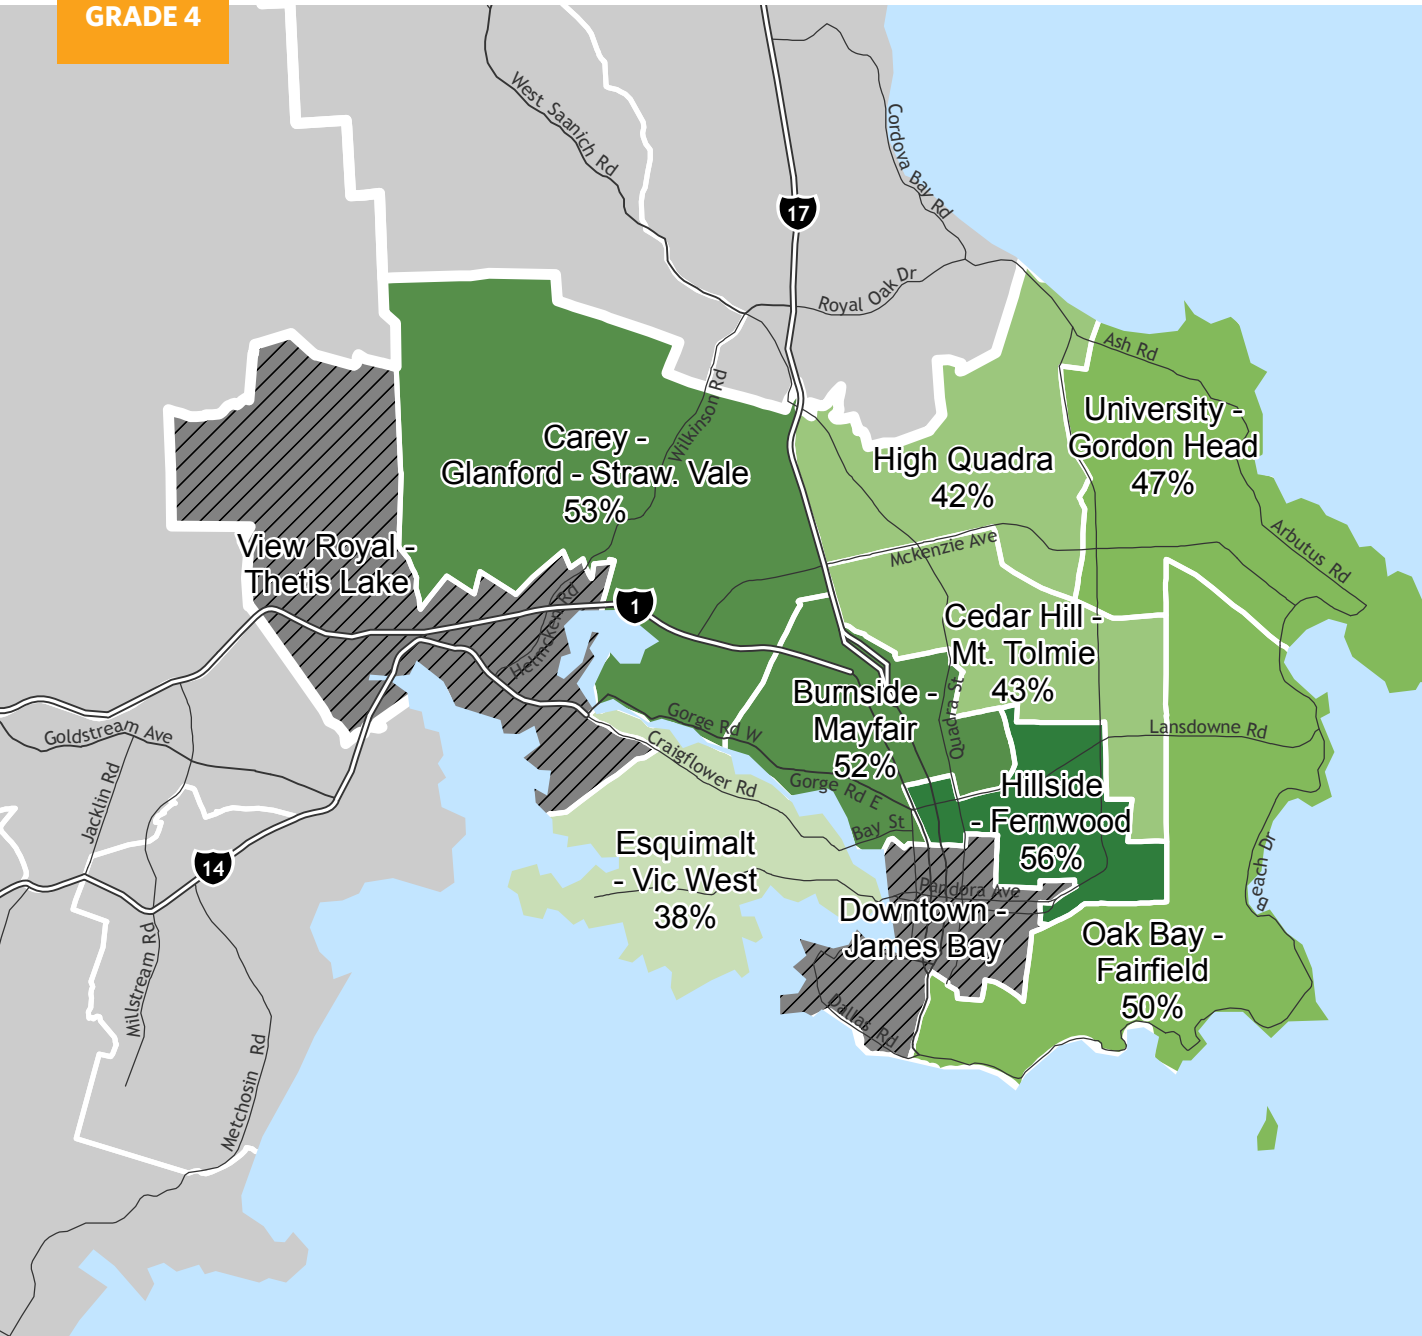 GRADE 4
West Saanich Rd
Cordova Bay Rd
17
Royal Oak Dr
Ash Rd
Wilkinson Rd
University -
Gordon Head
47%
Carey -
Glanford - Straw. Vale
53%
High Quadra
42%
Arbutus Rd
Mckenzie Ave
View Royal -
Thetis Lake
Helmcken Rd
1
Cedar Hill -
Mt. Tolmie
43%
Quadra St
Burnside -
Mayfair
52%
Gorge Rd W
Lansdowne Rd
Goldstream Ave
Craigflower Rd
Gorge Rd E
Jacklin Rd
Hillside
- Fernwood
56%
Bay St
Esquimalt
- Vic West
38%
14
Beach Dr
Pandora Ave
Downtown -
James Bay
Oak Bay -
Fairfield
50%
Millstream Rd
Dallas Rd
Metchosin Rd